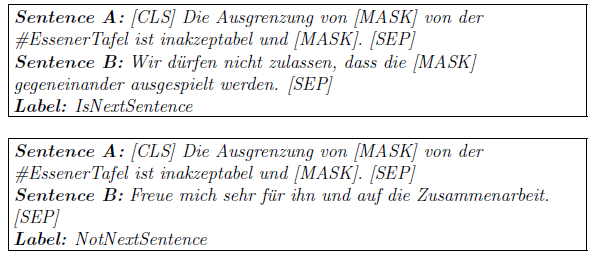 Sentence A: [CLS] Die Ausgrenzung von [MASK] von der
#EssenerTafel ist inakzeptabel und [MASK]. [SEP]
Sentence B: Wir dürfen nicht zulassen, dass die [MASK]
gegeneinander ausgespielt werden. [SEP]
Label: IsNextSentence
Sentence A: [CLS] Die Ausgrenzung von [MASK] von der
#EssenerTafel ist inakzeptabel und [MASK]. [SEP]
Sentence B: Freue mich sehr für ihn und auf die Zusammenarbeit.
[SEP]
Label: NotNextSentence